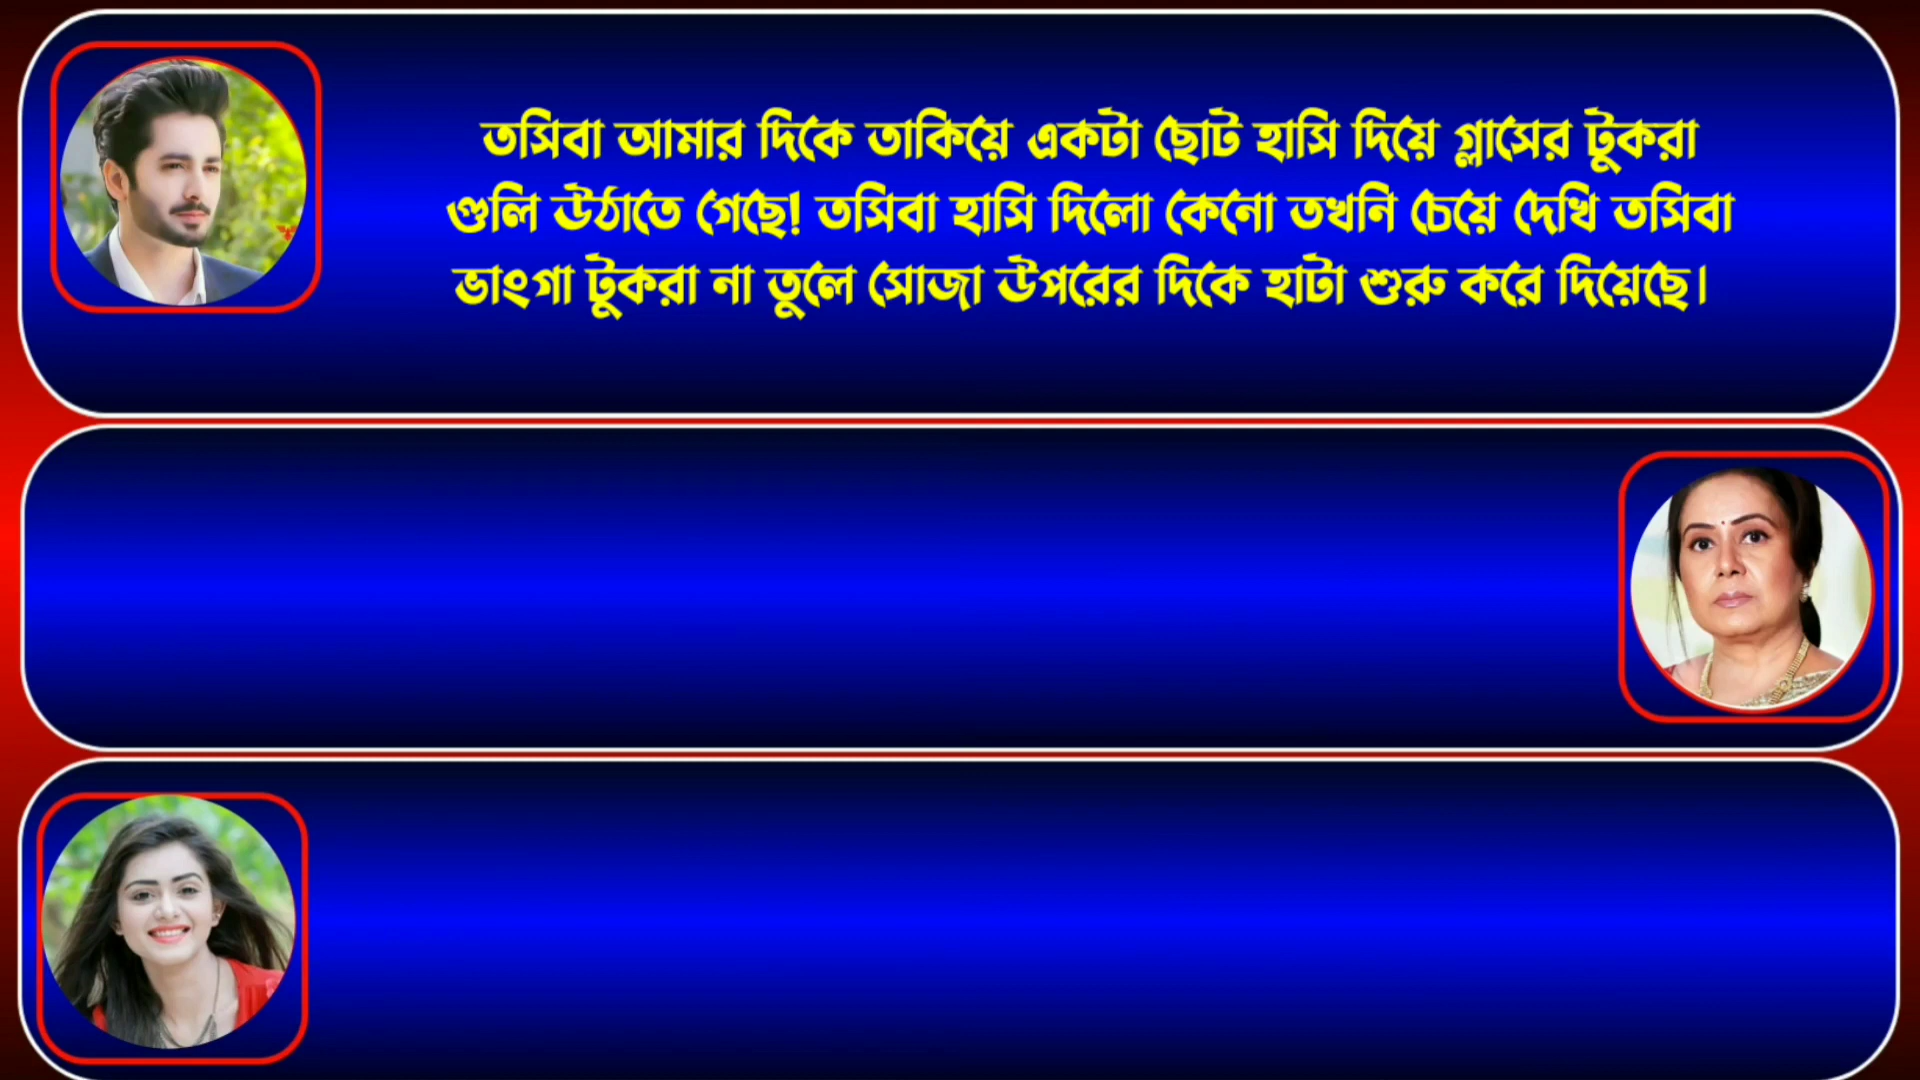 তসিবা আমার দিকে তাকিয়ে একটা ছোট হাসি দিয়ে গ্লাসের টুকরা
গুলি উঠাতে গেছে! তসিবা হাসি দিলো কেনো তখনি চেয়ে দেখি তসিবা
ভাংগা টুকরা না তুলে সোজা উপরের দিকে হাটা শুরু করে দিয়েছে।